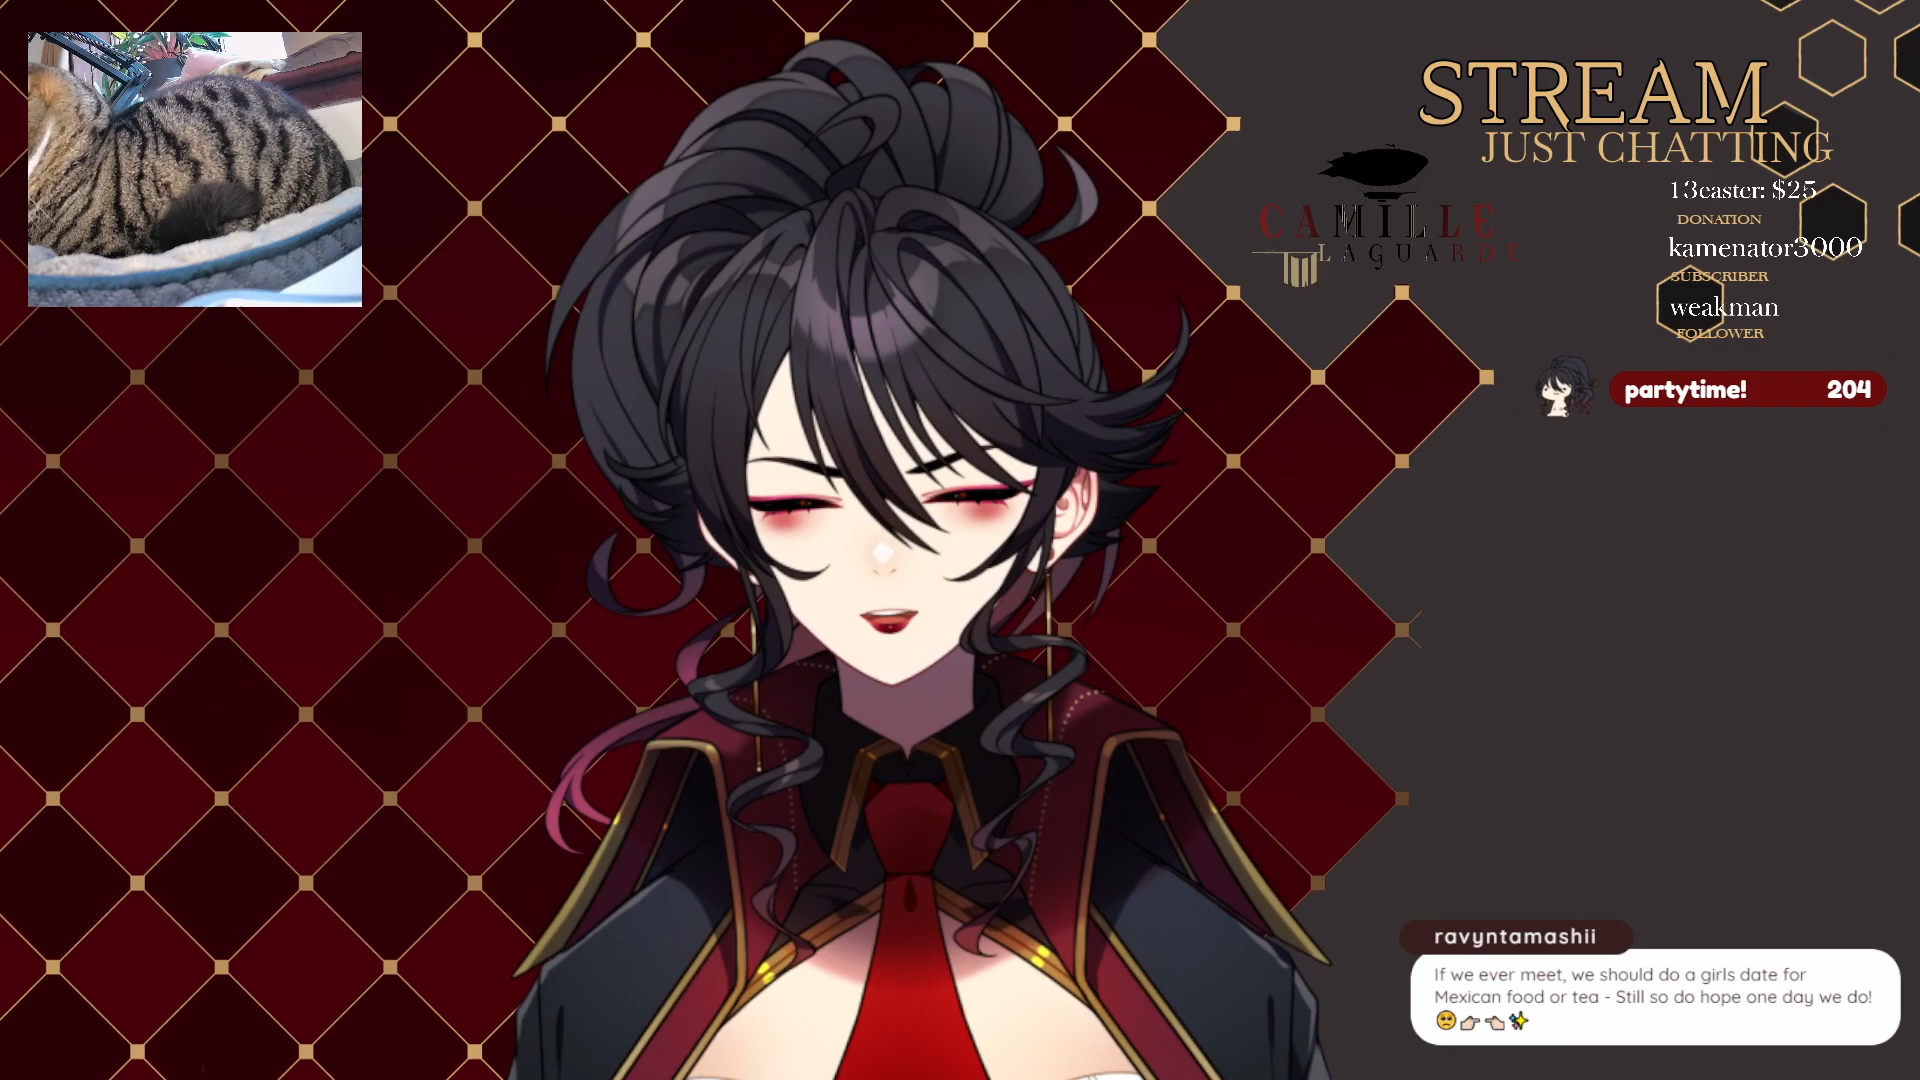 STREAM
JUST CHATTING
CAMILLE
LAGUARDE
13easter: $25
DONATION
kamenator3000
SUBSCRIBER
weakman
FOLLOWER
partytime! 204
ravyntamashii
If we ever meet, we should do a girls date for
Mexican food or tea - Still so do hope one day we do!
🥺👉🏻👈🏻✨